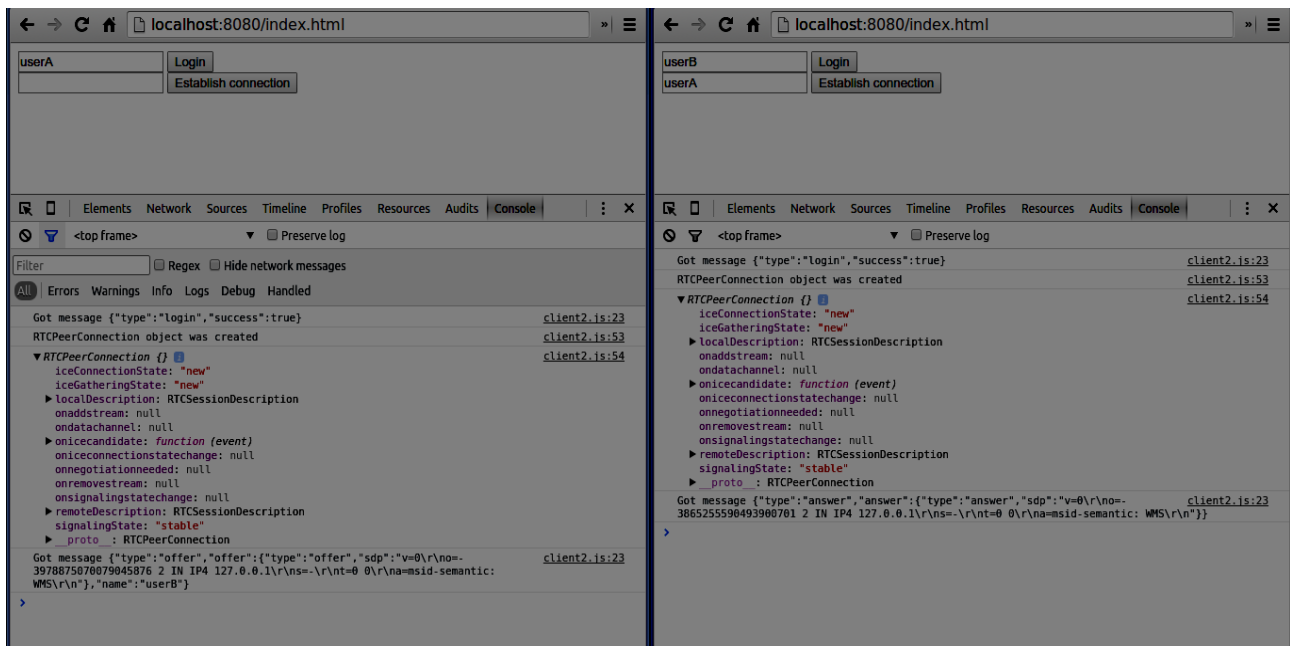 localhost:8080/index.html »
userA Login
Establish connection
Elements Network Sources Timeline Profiles Resources Audits Console
<top frame> Preserve log
Filter Regex Hide network messages
All Errors Warnings Info Logs Debug Handled
Got message {"type":"login","success":true} client2.js:23
RTCPeerConnection object was created client2.js:53
RTCPeerConnection {} client2.js:54
iceConnectionState: "new"
iceGatheringState: "new"
localDescription: RTCSessionDescription
onaddstream: null
ondatachannel: null
onicecandidate: function (event)
oniceconnectionstatechange: null
onnegotiationneeded: null
onremovestream: null
onsignalingstatechange: null
remoteDescription: RTCSessionDescription
signalingState: "stable"
__proto__: RTCPeerConnection
Got message {"type":"offer","offer":{"type":"offer","sdp":"v=0\r\no=- client2.js:23
3978875070079045876 2 IN IP4 127.0.0.1\r\ns=-\r\nt=0 0\r\na=msid-semantic:
WMS\r\n"},"name":"userB"}
>
localhost:8080/index.html »
userB Login
userA Establish connection
Elements Network Sources Timeline Profiles Resources Audits Console
<top frame> Preserve log
Got message {"type":"login","success":true} client2.js:23
RTCPeerConnection object was created client2.js:53
RTCPeerConnection {} client2.js:54
iceConnectionState: "new"
iceGatheringState: "new"
localDescription: RTCSessionDescription
onaddstream: null
ondatachannel: null
onicecandidate: function (event)
oniceconnectionstatechange: null
onnegotiationneeded: null
onremovestream: null
onsignalingstatechange: null
remoteDescription: RTCSessionDescription
signalingState: "stable"
__proto__: RTCPeerConnection
Got message {"type":"answer","answer":{"type":"answer","sdp":"v=0\r\no=- client2.js:23
3865255590493900701 2 IN IP4 127.0.0.1\r\ns=-\r\nt=0 0\r\na=msid-semantic: WMS\r\n"}}
>